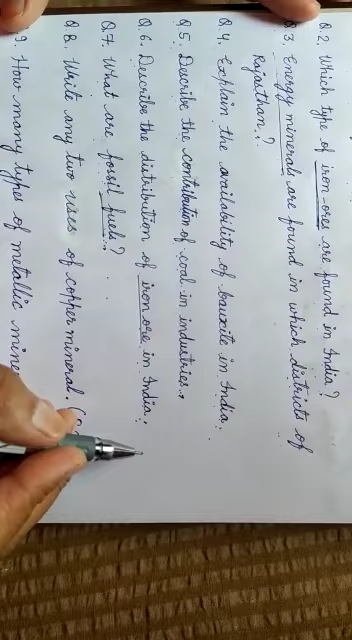 Q.2. Which type of iron-ores are found in India?
Q.3. Energy minerals are found in which districts of
Rajasthan?
Q.4. Explain the availability of bauxite in India.
Q.5. Describe the contribution of coal in industries.
Q.6. Describe the distribution of iron ore in India.
Q.7. What are fossil fuels?
Q.8. Write any two uses of copper mineral.
9. How many types of metallic